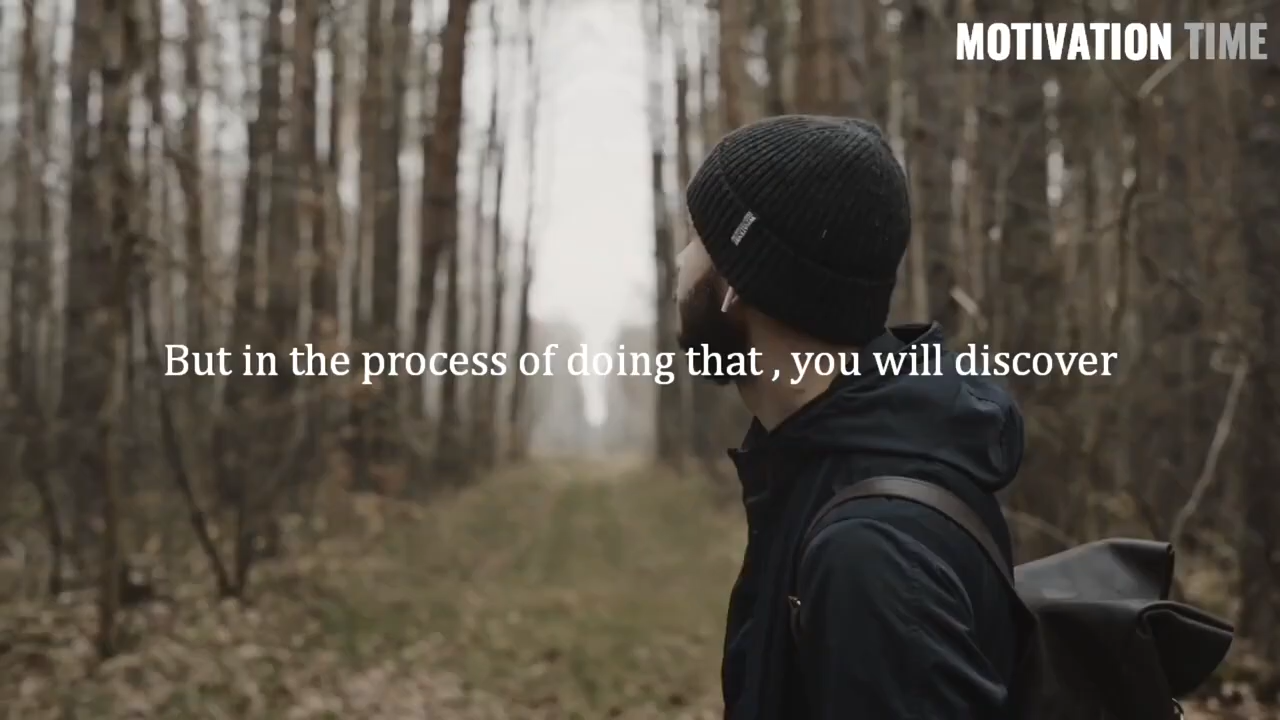 MOTIVATION TIME
But in the process of doing that , you will discover